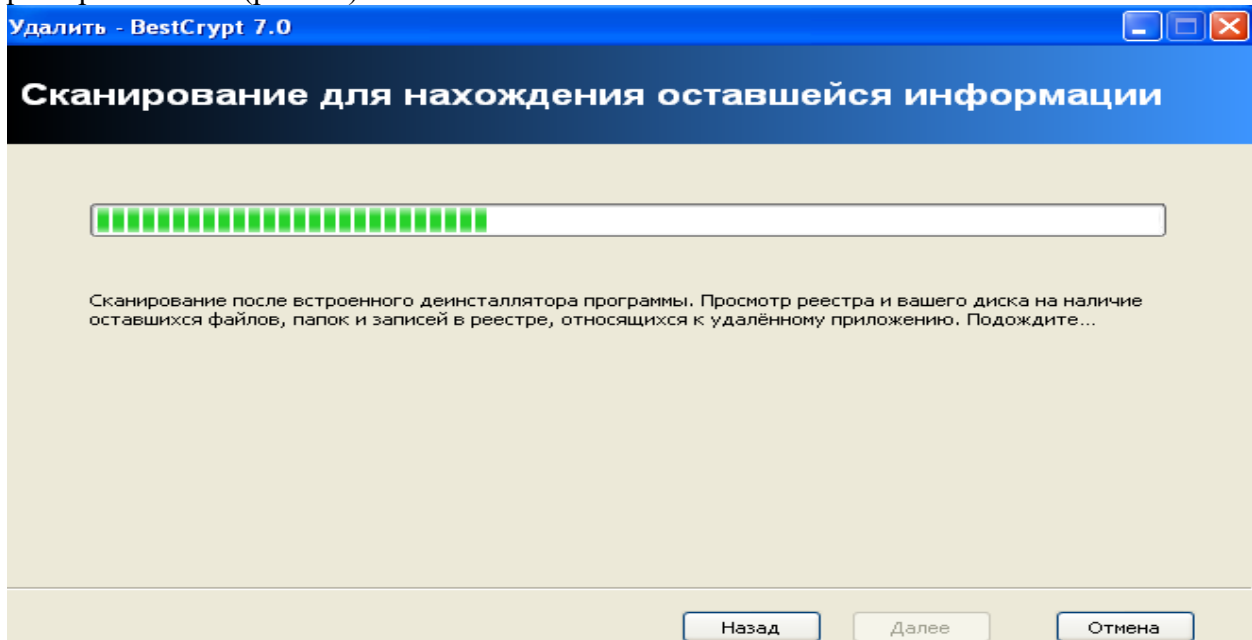 Удалить - BestCrypt 7.0
Сканирование для нахождения оставшейся информации
Сканирование после встроенного деинсталлятора программы. Просмотр реестра и вашего диска на наличие
оставшихся файлов, папок и записей в реестре, относящихся к удалённому приложению. Подождите...
Назад Далее Отмена